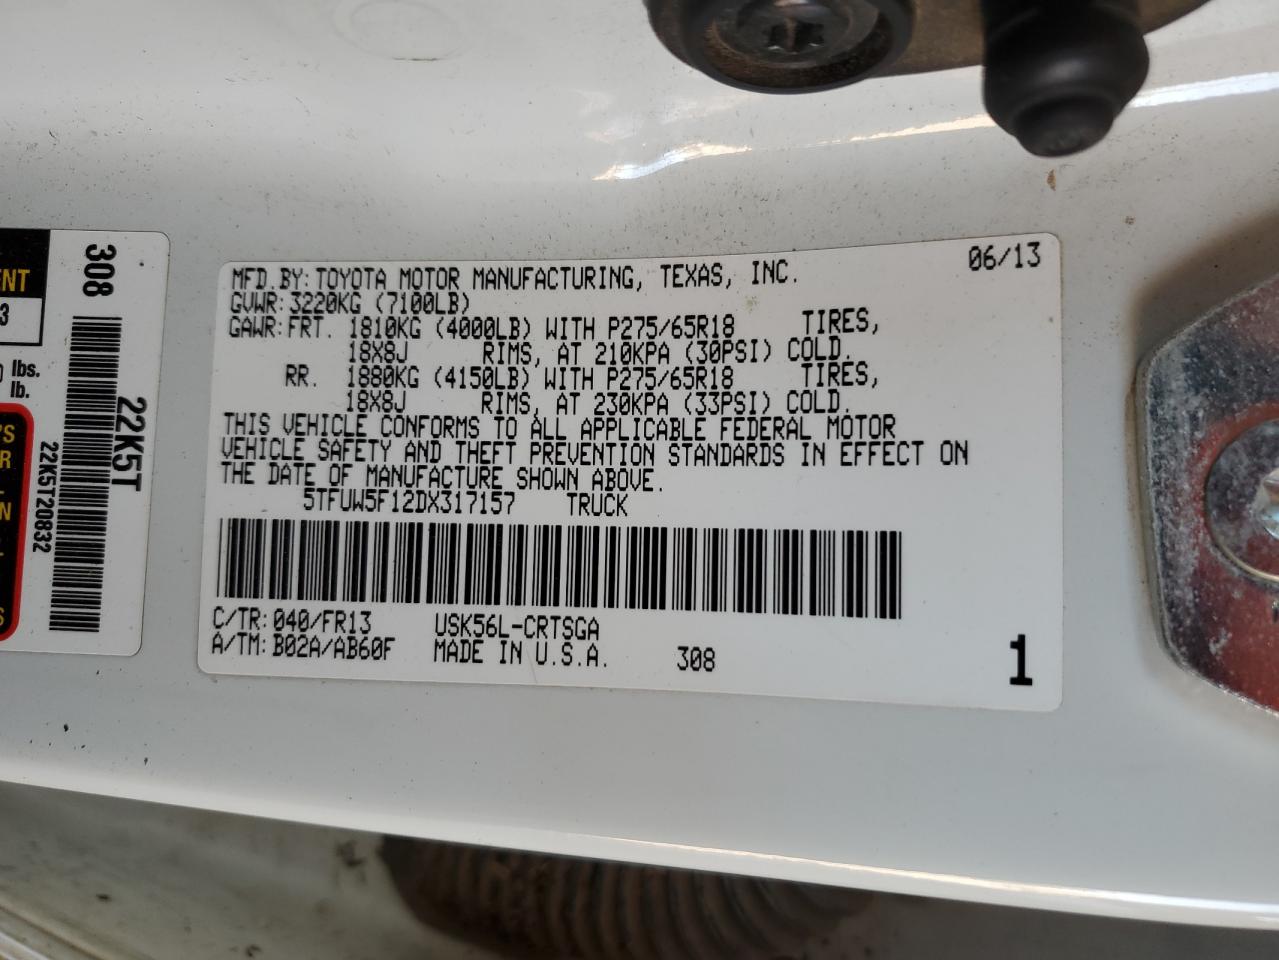 MFD.BY: TOYOTA MOTOR MANUFACTURING, TEXAS, INC. 06/13
GVWR: 3220KG (7100LB)
GAWR: FRT. 1810KG (4000LB) WITH P275/65R18 TIRES,
18X8J RIMS, AT 210KPA (30PSI) COLD.
RR. 1880KG (4150LB) WITH P275/65R18 TIRES,
18X8J RIMS, AT 230KPA (33PSI) COLD.
THIS VEHICLE CONFORMS TO ALL APPLICABLE FEDERAL MOTOR
VEHICLE SAFETY AND THEFT PREVENTION STANDARDS IN EFFECT ON
THE DATE OF MANUFACTURE SHOWN ABOVE.
5TFUW5F12DX317157 TRUCK
C/TR: 040/FR13 USK56L-CRTSGA
A/TM: B02A/AB60F MADE IN U.S.A. 308 1
308
22K5T
22K5T20832
ENT
3
lbs.
lb.
'S
R
N
S